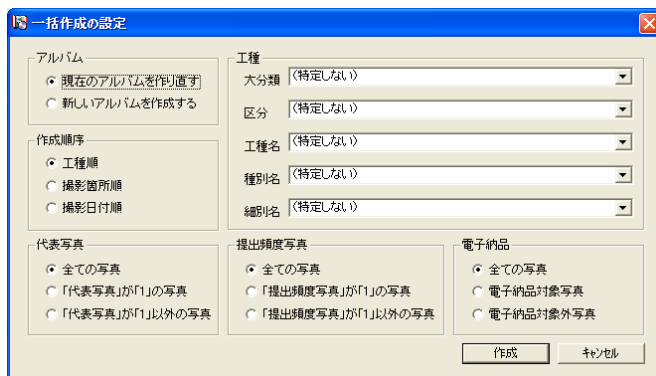 一括作成の設定
アルバム
現在のアルバムを作り直す
新しいアルバムを作成する
作成順序
工種順
撮影箇所順
撮影日付順
工種
大分類 (特定しない)
区分 (特定しない)
工種名 (特定しない)
種別名 (特定しない)
細別名 (特定しない)
代表写真
全ての写真
「代表写真」が「1」の写真
「代表写真」が「1」以外の写真
提出頻度写真
全ての写真
「提出頻度写真」が「1」の写真
「提出頻度写真」が「1」以外の写真
電子納品
全ての写真
電子納品対象写真
電子納品対象外写真
作成 キャンセル